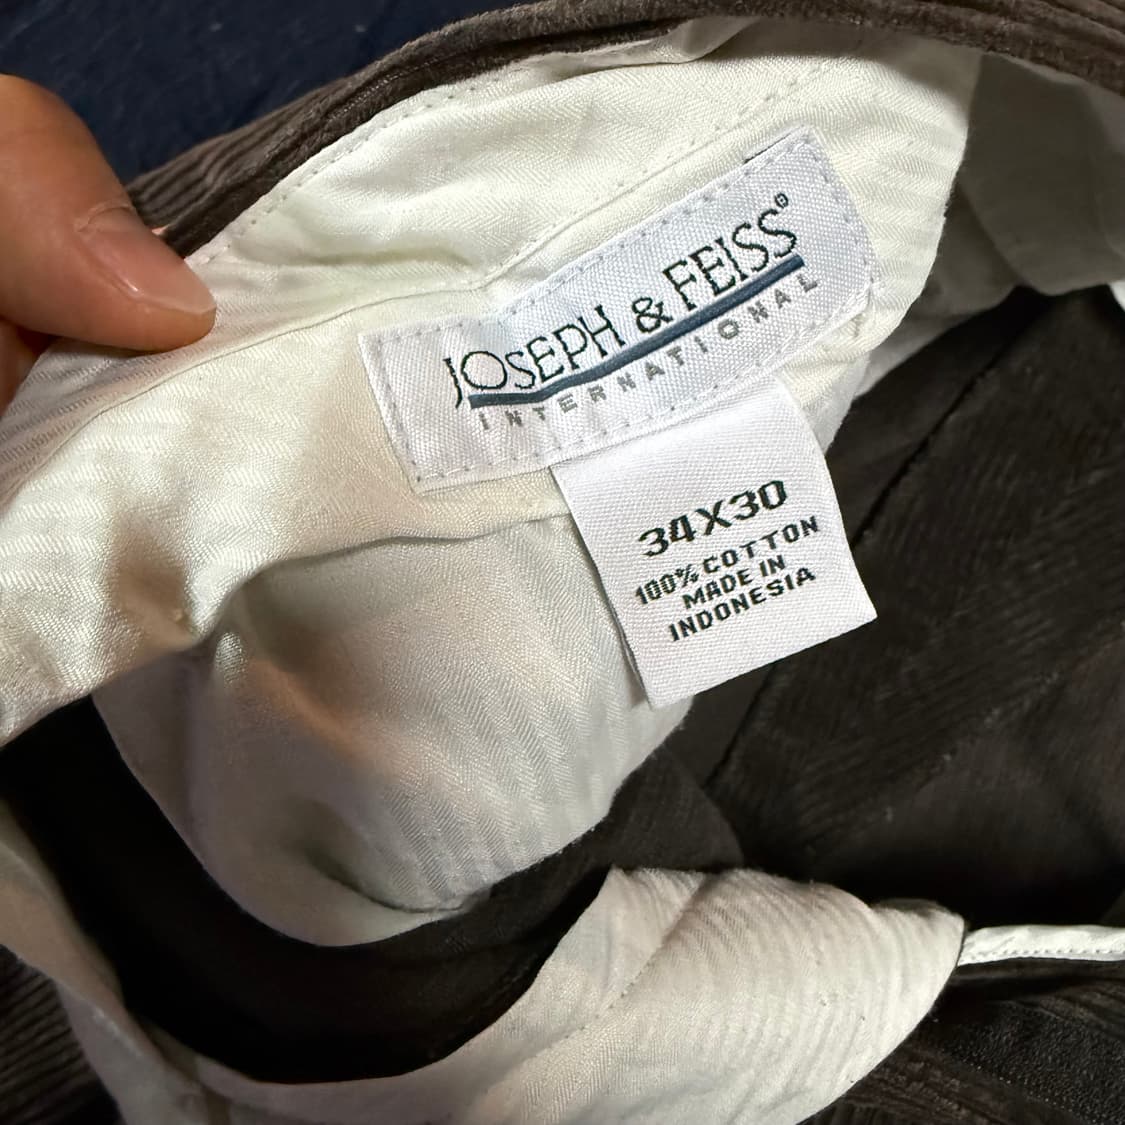 JOSEPH & FEISS®
INTERNATIONAL
34X30
100% COTTON
MADE IN
INDONESIA